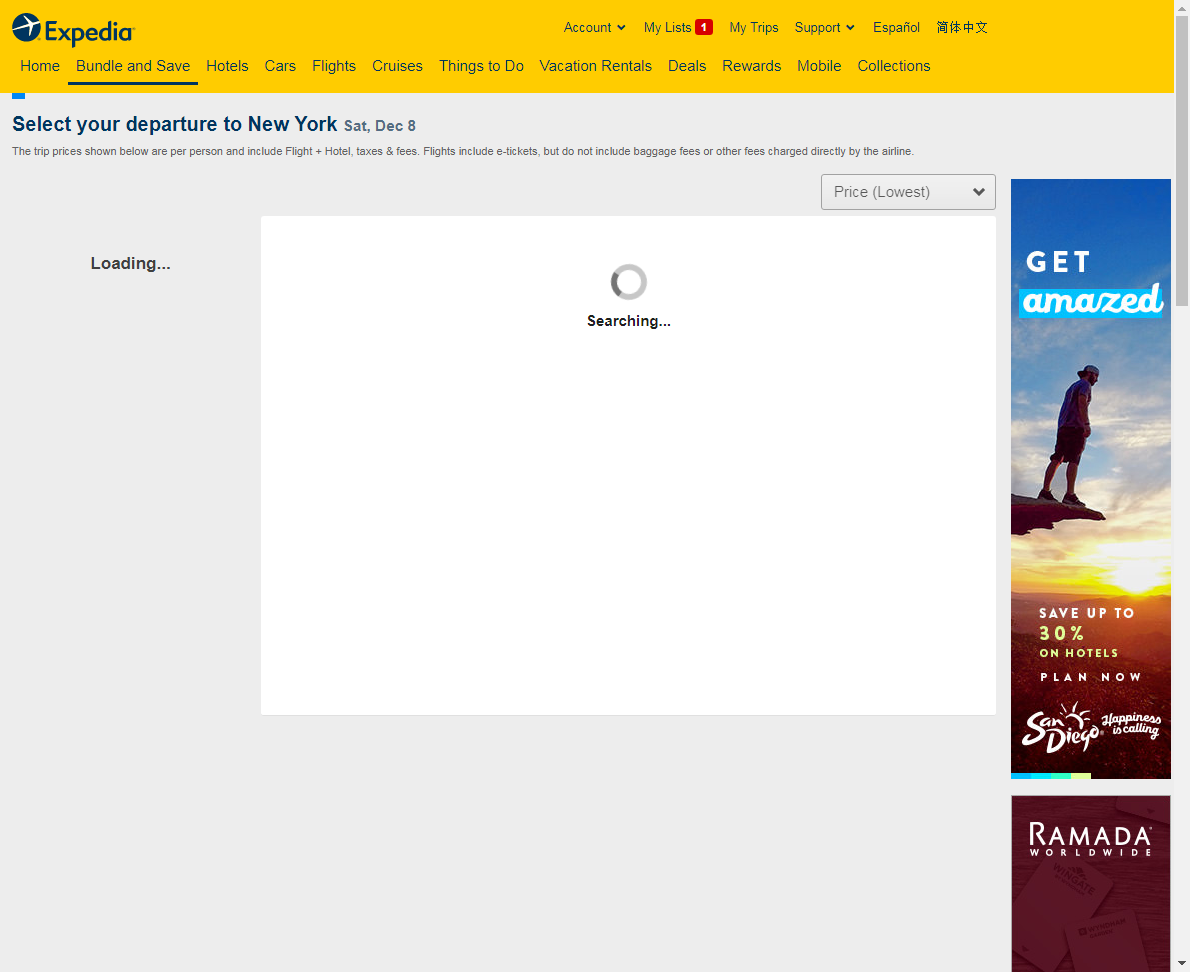 Expedia
Account My Lists 1 My Trips Support Español 简体中文
Home Bundle and Save Hotels Cars Flights Cruises Things to Do Vacation Rentals Deals Rewards Mobile Collections
Select your departure to New York Sat, Dec 8
The trip prices shown below are per person and include Flight + Hotel, taxes & fees. Flights include e-tickets, but do not include baggage fees or other fees charged directly by the airline.
Price (Lowest)
Loading...
Searching...
GET
amazed
SAVE UP TO
30%
ON HOTELS
PLAN NOW
San Diego
Happiness
is calling
RAMADA
WORLDWIDE
WINGATE
WYNDHAM